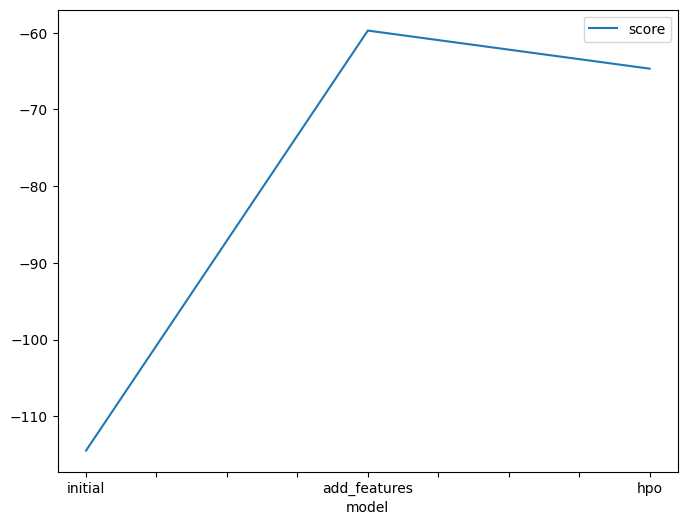 −60
−70
−80
−90
−100
−110
score
initial
add_features
hpo
model